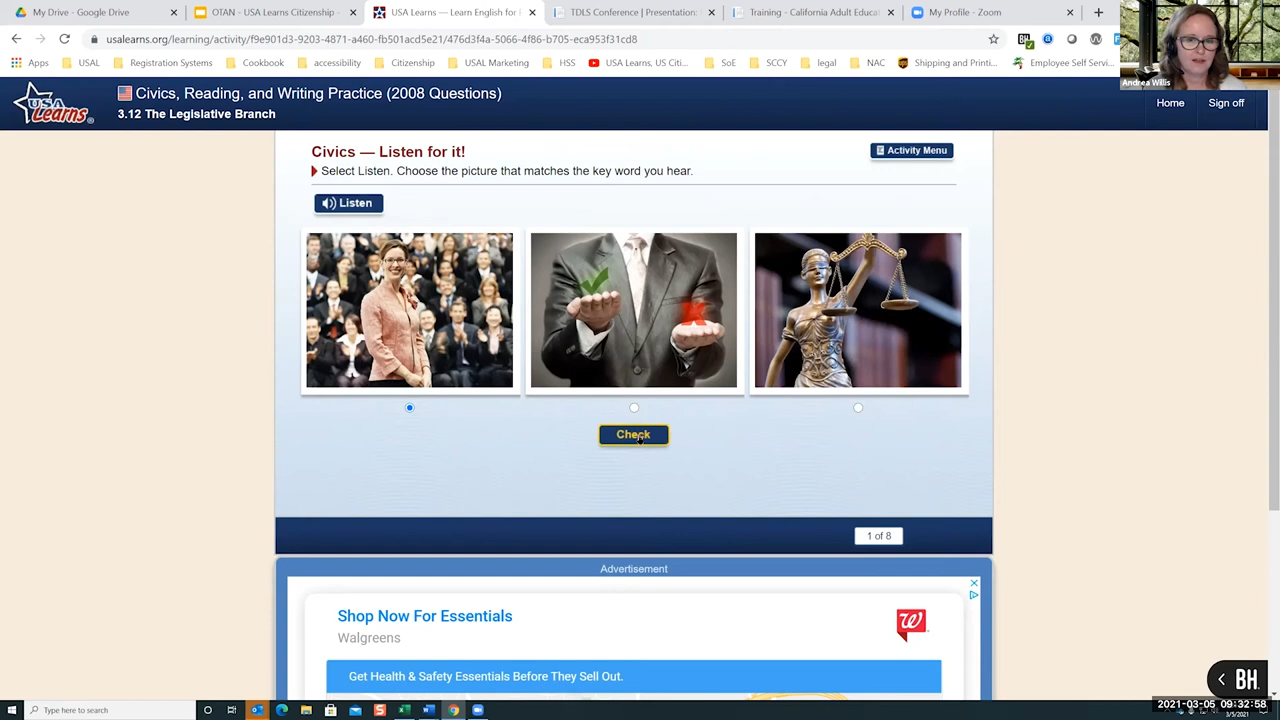 My Drive - Google Drive
OTAN - USA Learns Citizenship -
USA Learns — Learn English for
TDLS Conference | Presentation:
Training - California Adult Educ
My Profile - Zoom
usalearns.org/learning/activity/f9e901d3-9203-4871-a460-fb501acd5e21/476d3f4a-5066-4f86-b705-eca953f31cd8
Apps
USAL
Registration Systems
Cookbook
accessibility
Citizenship
USAL Marketing
HSS
USA Learns, US Citi...
SoE
SCCY
legal
NAC
Shipping and Printi...
Employee Self Servi...
Andrea Willis
USA Learns
Civics, Reading, and Writing Practice (2008 Questions)
3.12 The Legislative Branch
Home
Sign off
Civics — Listen for it!
Activity Menu
Select Listen. Choose the picture that matches the key word you hear.
Listen
Check
1 of 8
Advertisement
Shop Now For Essentials
Walgreens
Get Health & Safety Essentials Before They Sell Out.
BH
Type here to search
2021-03-05 09:32:58
3/5/2021